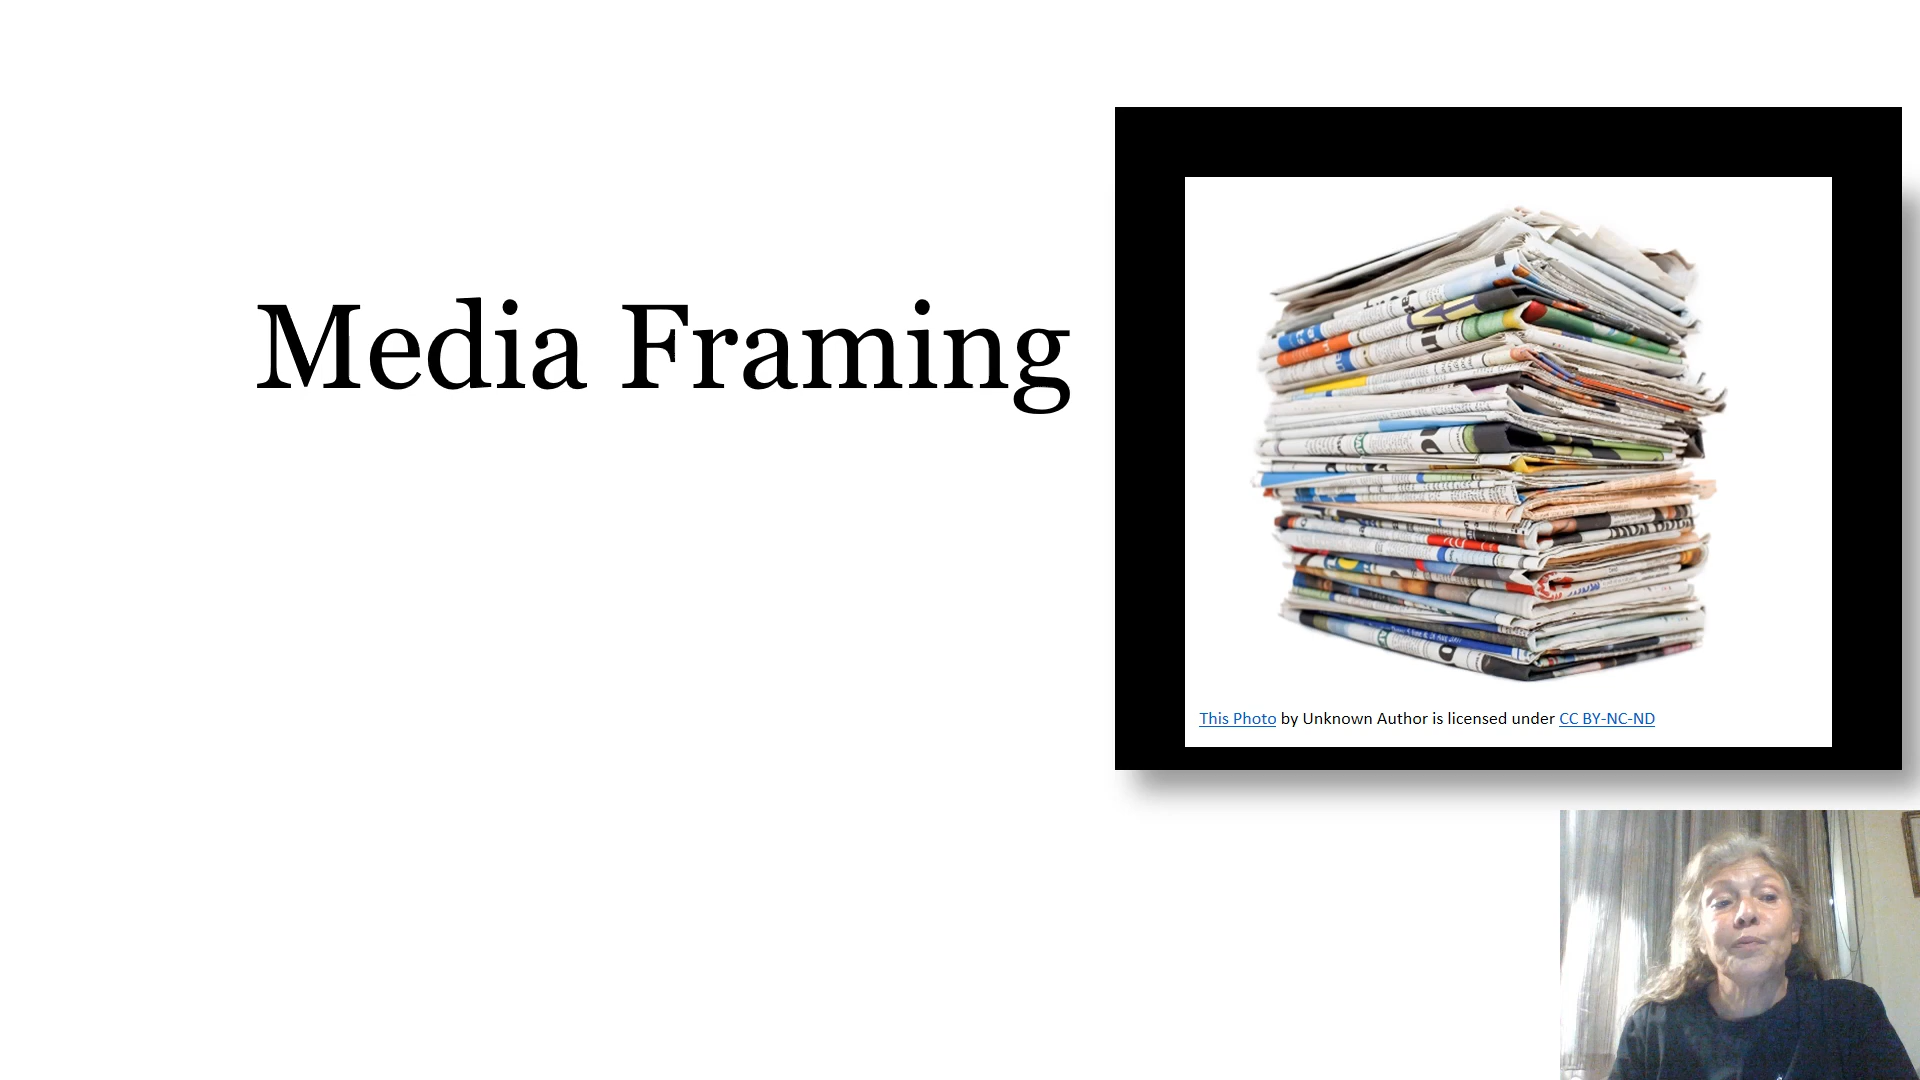 Media Framing
This Photo by Unknown Author is licensed under CC BY-NC-ND